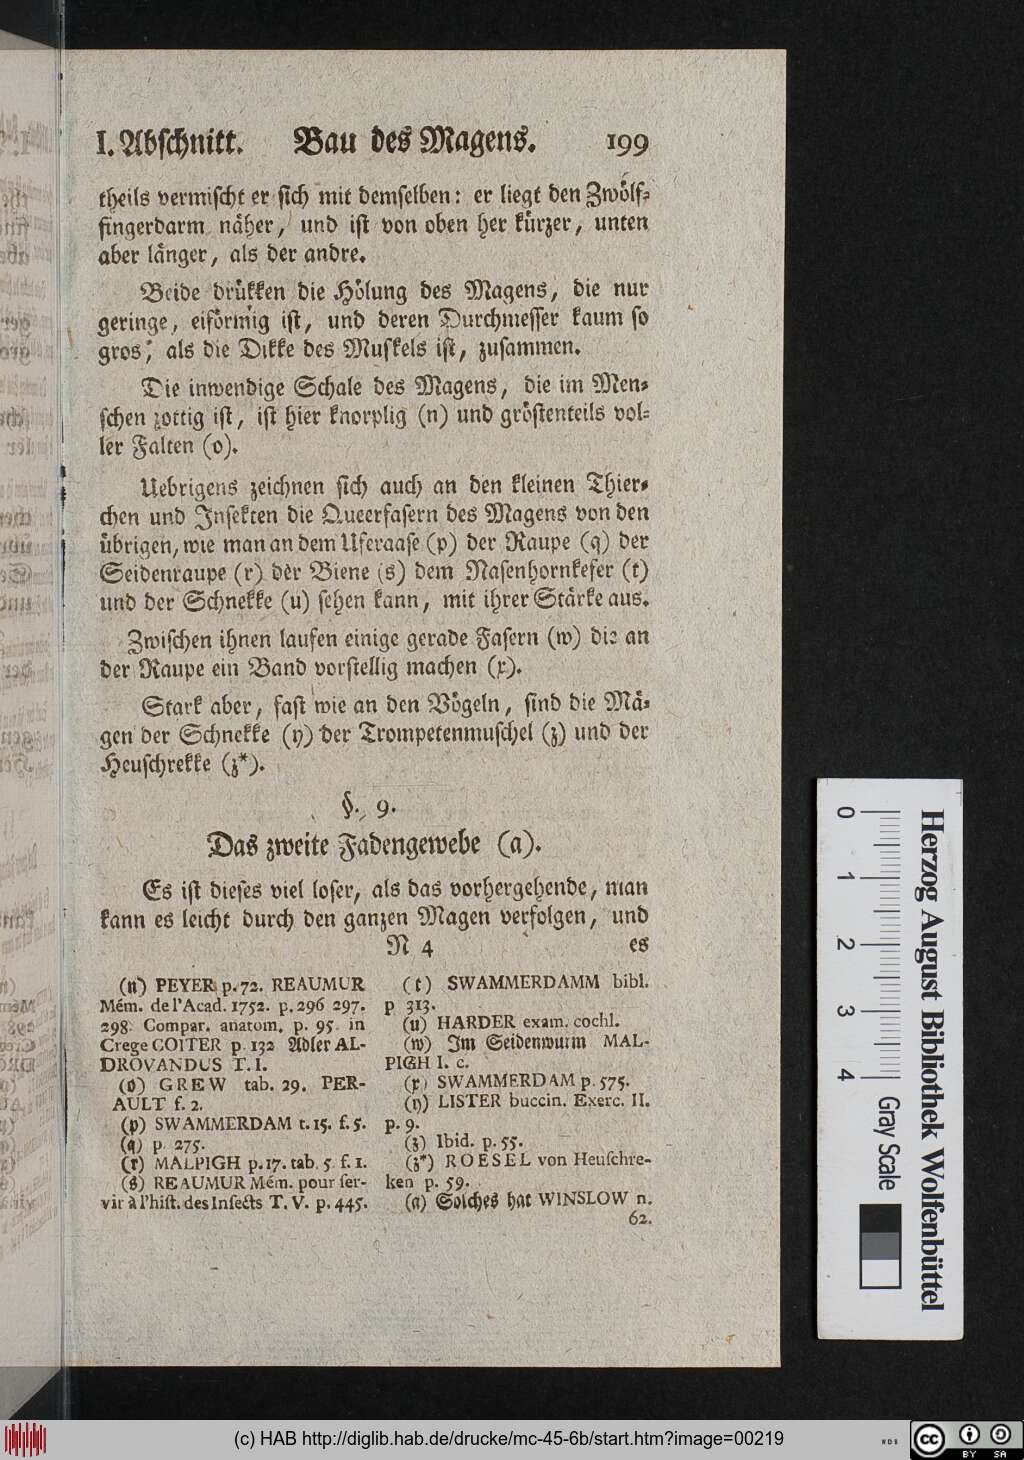 I. Abschnitt. Bau des Magens. 199
theils vermischt er sich mit demselben: er liegt den Zwölf-
fingerdarm näher, und ist von oben her kürzer, unten
aber länger, als der andre.
Beide drükken die Hölung des Magens, die nur
geringe, eiförmig ist, und deren Durchmesser kaum so
gros, als die Dikke des Muskels ist, zusammen.
Die inwendige Schale des Magens, die im Men-
schen zottig ist, ist hier knorplig (n) und gröstenteils vol-
ler Falten (o).
Uebrigens zeichnen sich auch an den kleinen Thier-
chen und Insekten die Queerfasern des Magens von den
übrigen, wie man an dem Uferaase (p) der Raupe (q) der
Seidenraupe (r) der Biene (s) dem Nasenhornkefer (t)
und der Schnekke (u) sehen kann, mit ihrer Stärke aus.
Zwischen ihnen laufen einige gerade Fasern (w) die an
der Raupe ein Band vorstellig machen (x).
Stark aber, fast wie an den Vögeln, sind die Mä-
gen der Schnekke (y) der Trompetenmuschel (z) und der
Heuschrekke (z*).
§. 9.
Das zweite Fadengewebe (a).
Es ist dieses viel loser, als das vorhergehende, man
kann es leicht durch den ganzen Magen verfolgen, und
N 4 es
(n) PEYER p. 72. REAUMUR
Mém. de l'Acad. 1752. p. 296 297.
298. Compar. anatom. p. 95. in
Crege COITER p. 132 Adler AL-
DROVANDUS T. I.
(o) GREW tab. 29. PER-
AULT f. 2.
(p) SWAMMERDAM t. 15. f. 5.
(q) p. 275.
(r) MALPIGH p. 17. tab. 5. f. 1.
(s) REAUMUR Mém. pour ser-
vir à l'hist. des Insects T. V. p. 445.
(t) SWAMMERDAMM bibl.
p 313.
(u) HARDER exam. cochl.
(w) Im Seidenwurm MAL-
PIGH I. c.
(x) SWAMMERDAM p. 575.
(y) LISTER buccin. Exerc. II.
p. 9.
(z) Ibid. p. 55.
(z*) ROESEL von Heuschre-
ken p. 59.
(a) Solches hat WINSLOW n.
62.
0 1 2 3 4 Gray Scale
Herzog August Bibliothek Wolfenbüttel
(c) HAB http://diglib.hab.de/drucke/mc-45-6b/start.htm?image=00219
cc BY SA